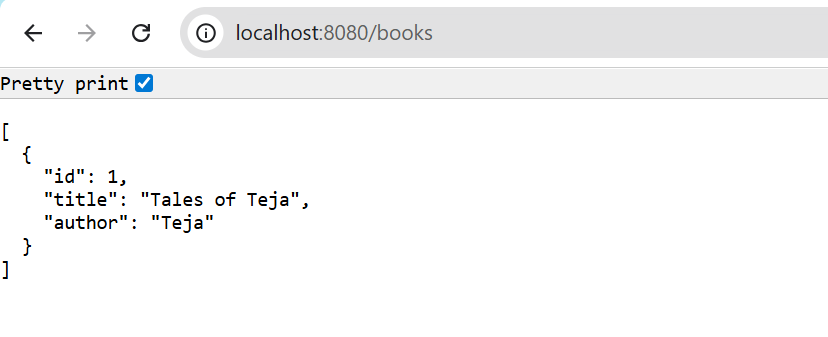 localhost:8080/books
Pretty print
[
  {
    "id": 1,
    "title": "Tales of Teja",
    "author": "Teja"
  }
]